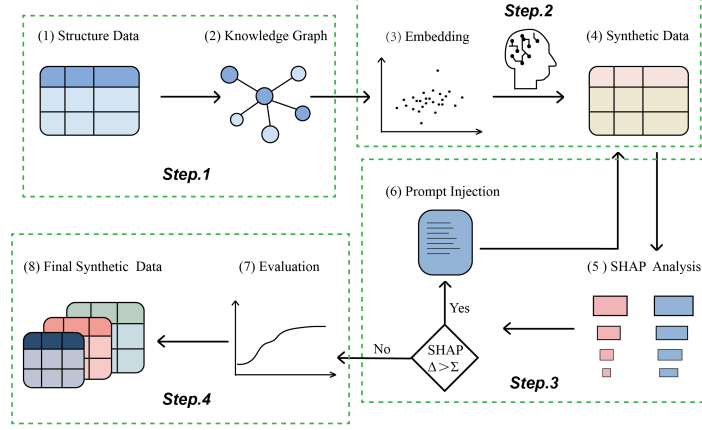 Step.2
(1) Structure Data
(2) Knowledge Graph
(3) Embedding
(4) Synthetic Data
Step.1
(6) Prompt Injection
(5 ) SHAP Analysis
(8) Final Synthetic Data
(7) Evaluation
Yes
No
SHAP
Δ>Σ
Step.3
Step.4